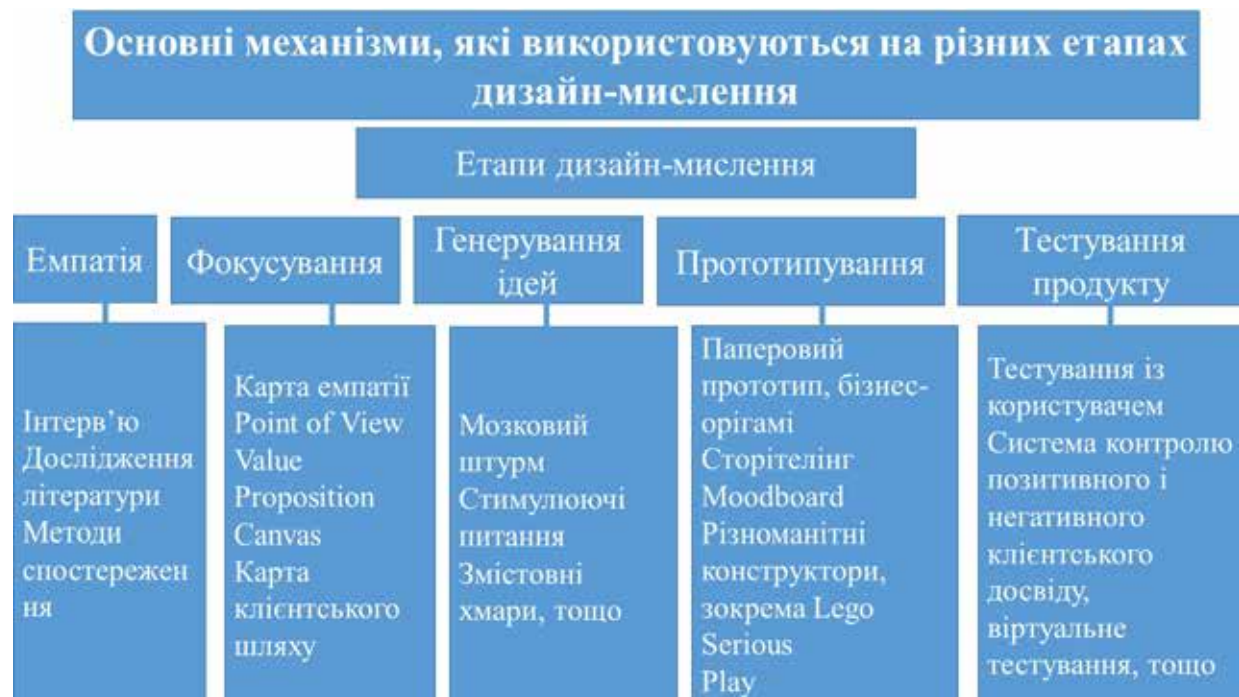 Основні механізми, які використовуються на різних етапах
дизайн-мислення
Етапи дизайн-мислення
Емпатія
Фокусування
Генерування
ідей
Прототипування
Тестування
продукту
Інтерв’ю
Дослідження
літератури
Методи
спостережен
ня
Карта емпатії
Point of View
Value
Proposition
Canvas
Карта
клієнтського
шляху
Мозковий
штурм
Стимулюючі
питання
Змістовні
хмари, тощо
Паперовий
прототип, бізнес-
орігамі
Сторітелінг
Moodboard
Різноманітні
конструктори,
зокрема Lego
Serious
Play
Тестування із
користувачем
Система контролю
позитивного і
негативного
клієнтського
досвіду,
віртуальне
тестування, тощо